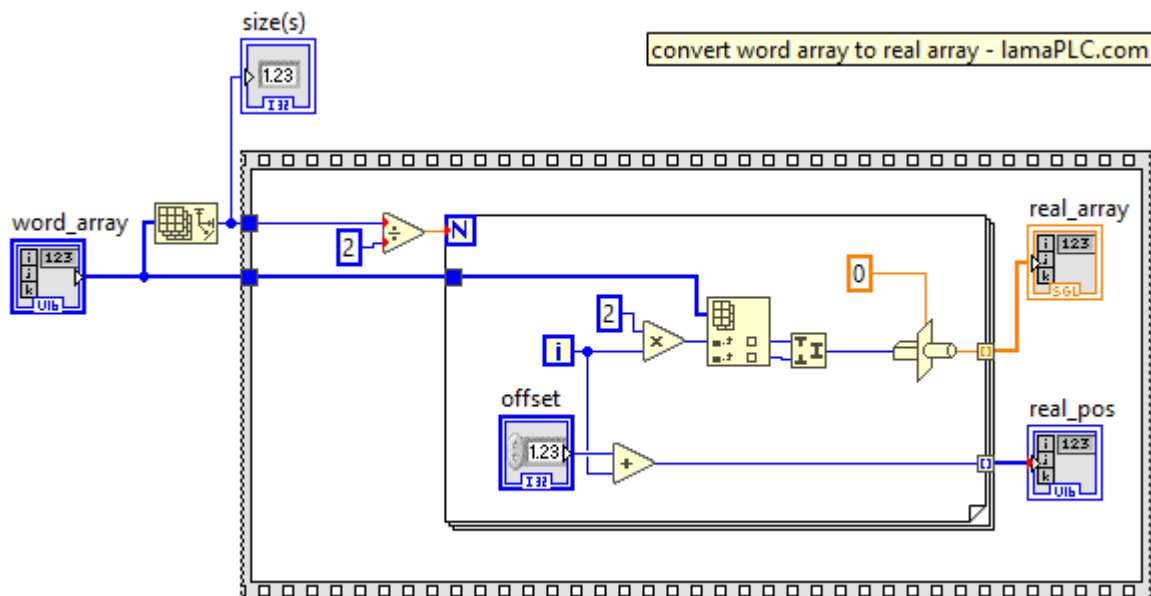 size(s)
1.23
I32
convert word array to real array - lamaPLC.com
word_array
i
j
k
123
U16
2
N
real_array
i
j
k
123
SGL
0
2
i
offset
1.23
I32
real_pos
i
j
k
123
U16